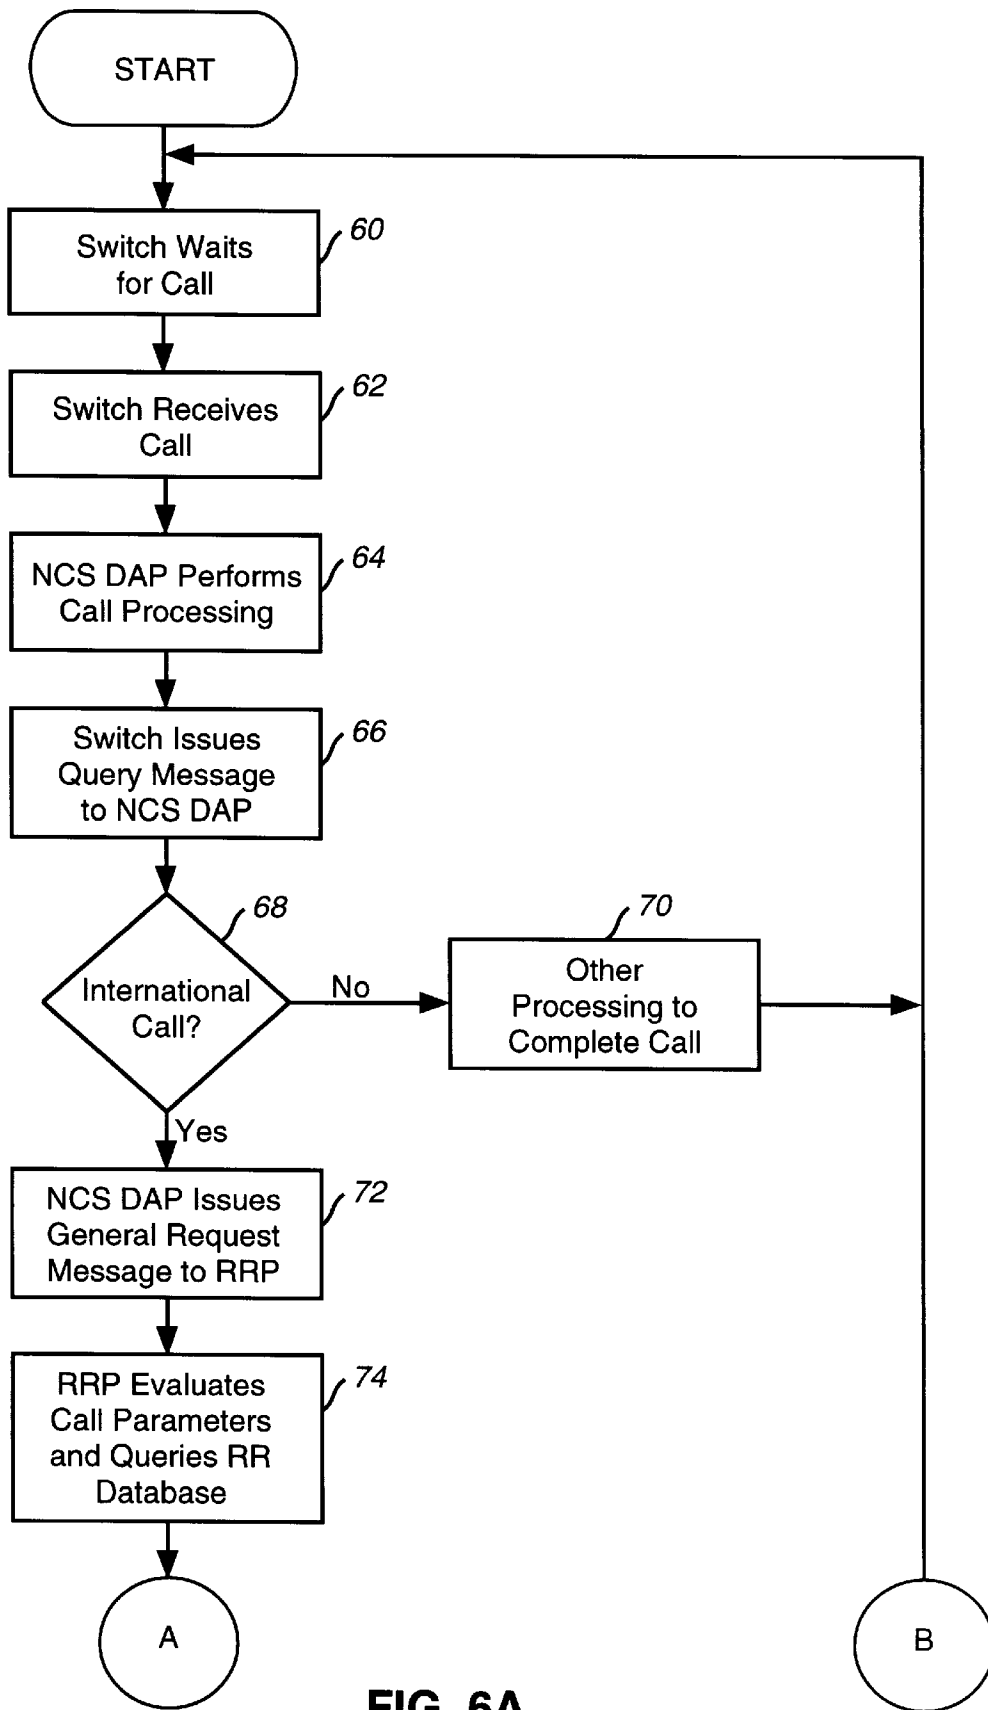 START
Switch Waits
for Call
60
Switch Receives
Call
62
NCS DAP Performs
Call Processing
64
Switch Issues
Query Message
to NCS DAP
66
International
Call?
68
No
Other
Processing to
Complete Call
70
Yes
NCS DAP Issues
General Request
Message to RRP
72
RRP Evaluates
Call Parameters
and Queries RR
Database
74
A
B
FIG. 6A